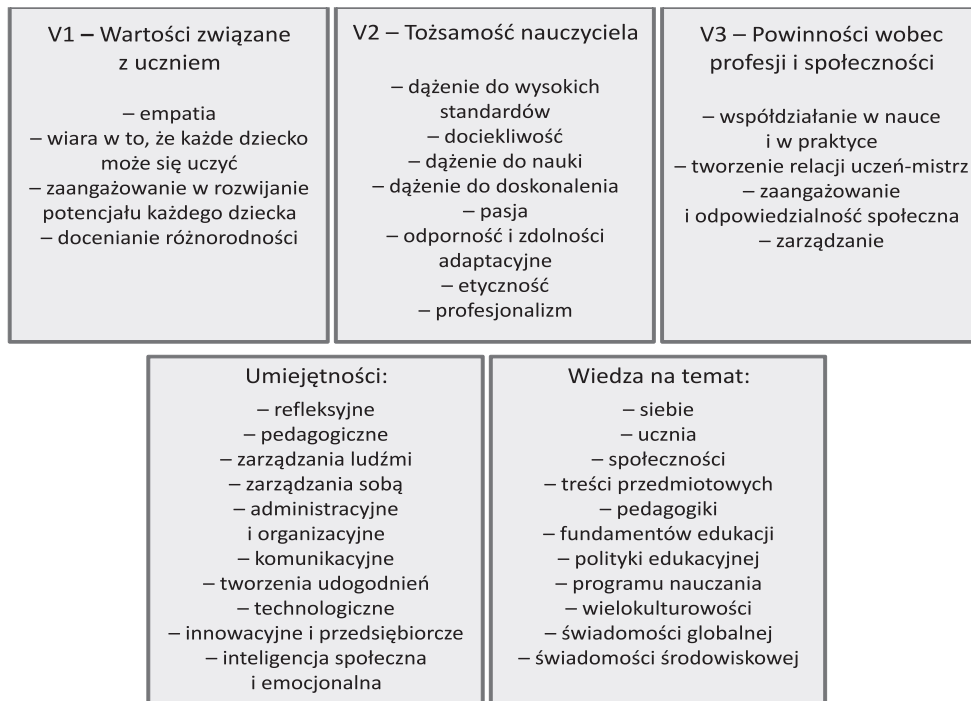 V1 – Wartości związane
z uczniem
– empatia
– wiara w to, że każde dziecko
może się uczyć
– zaangażowanie w rozwijanie
potencjału każdego dziecka
– docenianie różnorodności
V2 – Tożsamość nauczyciela
– dążenie do wysokich
standardów
– dociekliwość
– dążenie do nauki
– dążenie do doskonalenia
– pasja
– odporność i zdolności
adaptacyjne
– etyczność
– profesjonalizm
V3 – Powinności wobec
profesji i społeczności
– współdziałanie w nauce
i w praktyce
– tworzenie relacji uczeń-mistrz
– zaangażowanie
i odpowiedzialność społeczna
– zarządzanie
Umiejętności:
– refleksyjne
– pedagogiczne
– zarządzania ludźmi
– zarządzania sobą
– administracyjne
i organizacyjne
– komunikacyjne
– tworzenia udogodnień
– technologiczne
– innowacyjne i przedsiębiorcze
– inteligencja społeczna
i emocjonalna
Wiedza na temat:
– siebie
– ucznia
– społeczności
– treści przedmiotowych
– pedagogiki
– fundamentów edukacji
– polityki edukacyjnej
– programu nauczania
– wielokulturowości
– świadomości globalnej
– świadomości środowiskowej